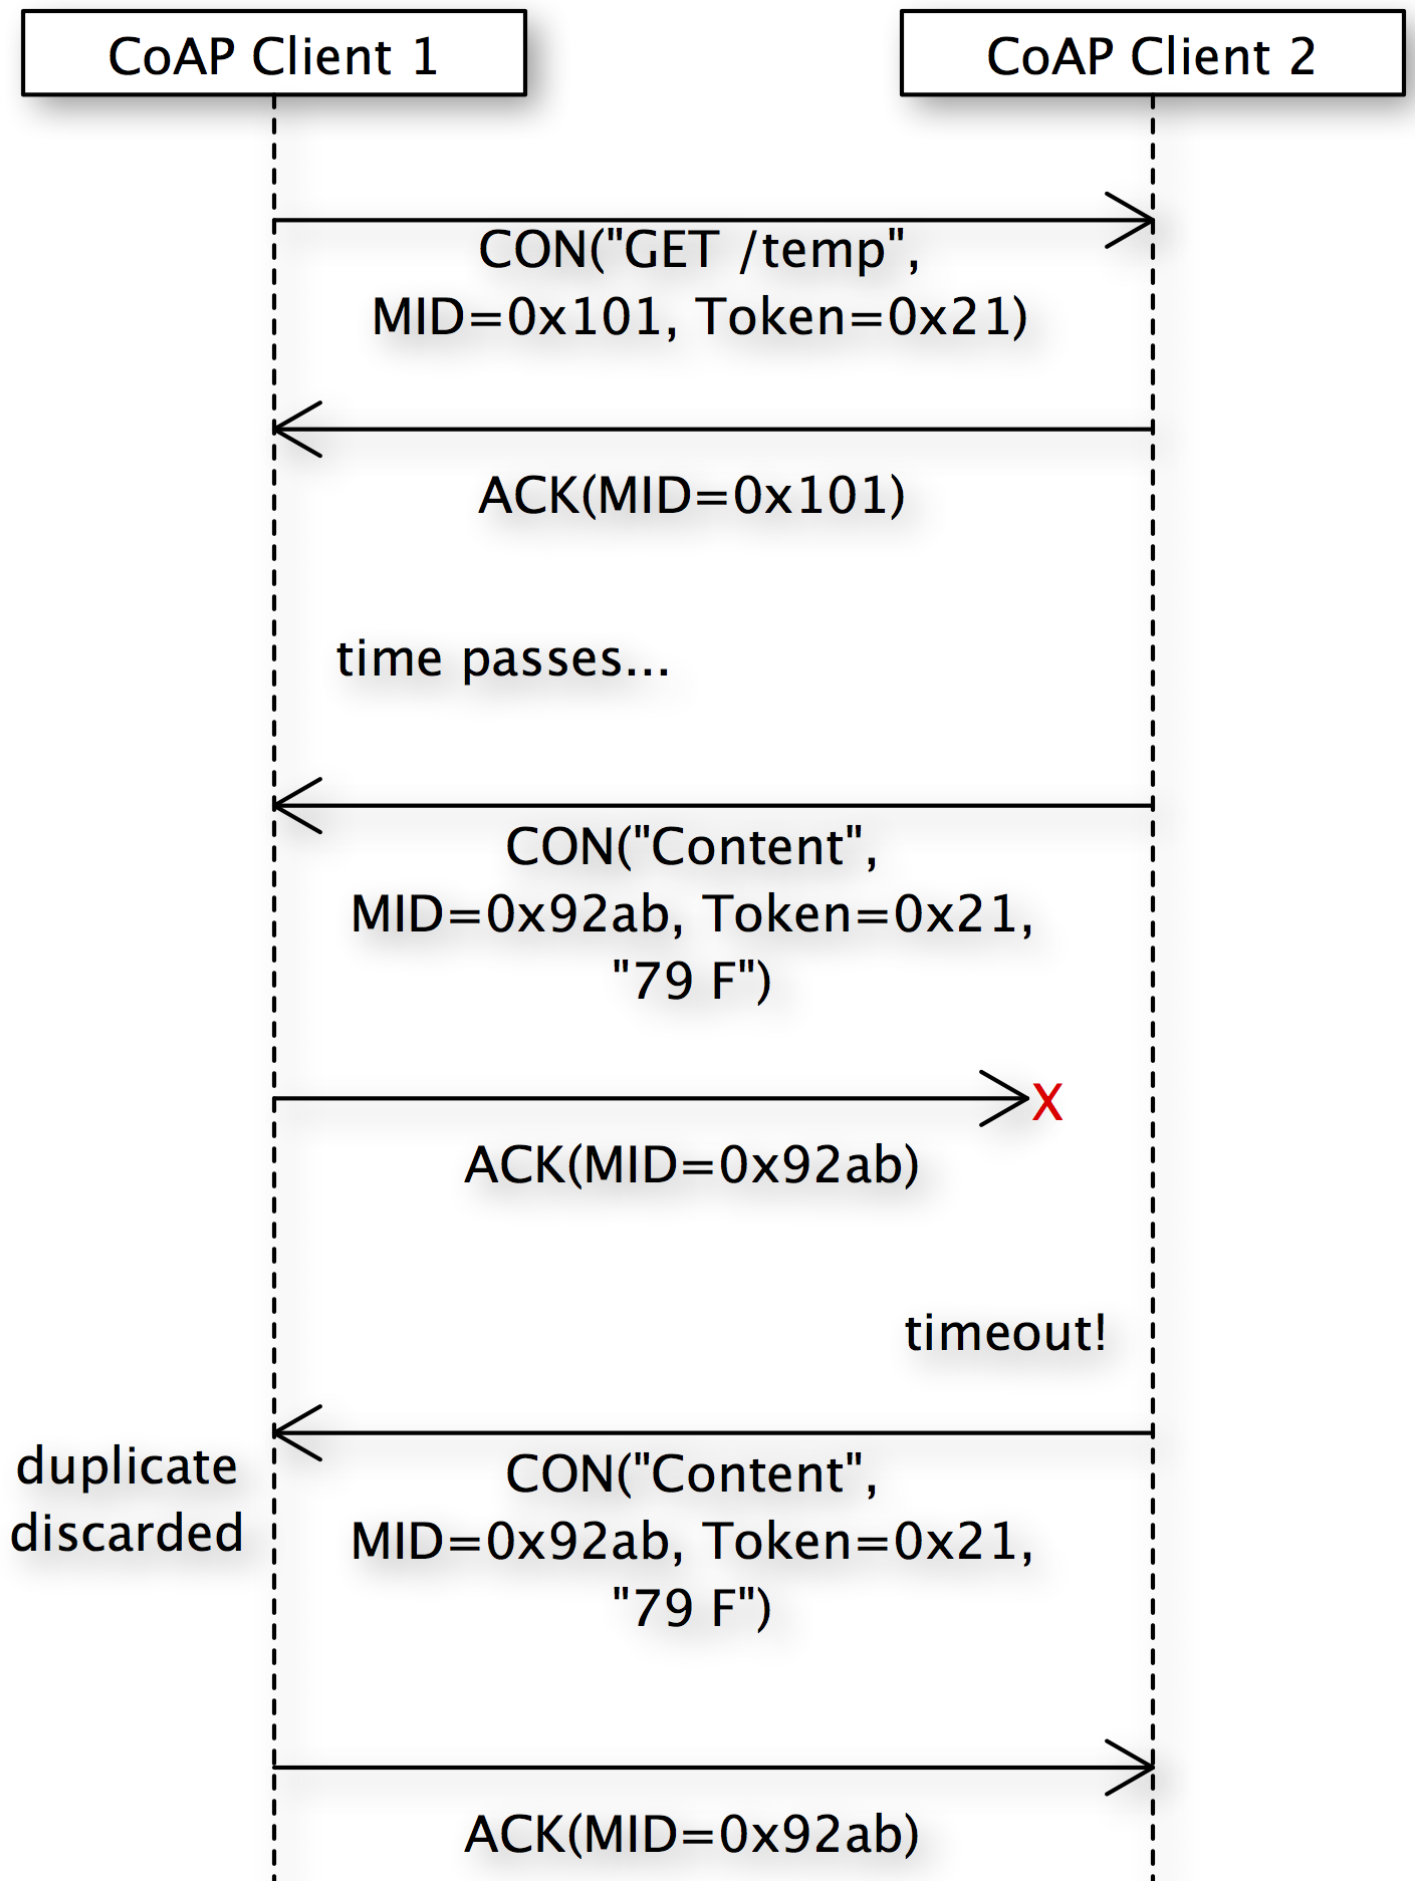 CoAP Client 1
CoAP Client 2
CON("GET /temp",
MID=0x101, Token=0x21)
ACK(MID=0x101)
time passes...
CON("Content",
MID=0x92ab, Token=0x21,
"79 F")
X
ACK(MID=0x92ab)
timeout!
duplicate
discarded
CON("Content",
MID=0x92ab, Token=0x21,
"79 F")
ACK(MID=0x92ab)